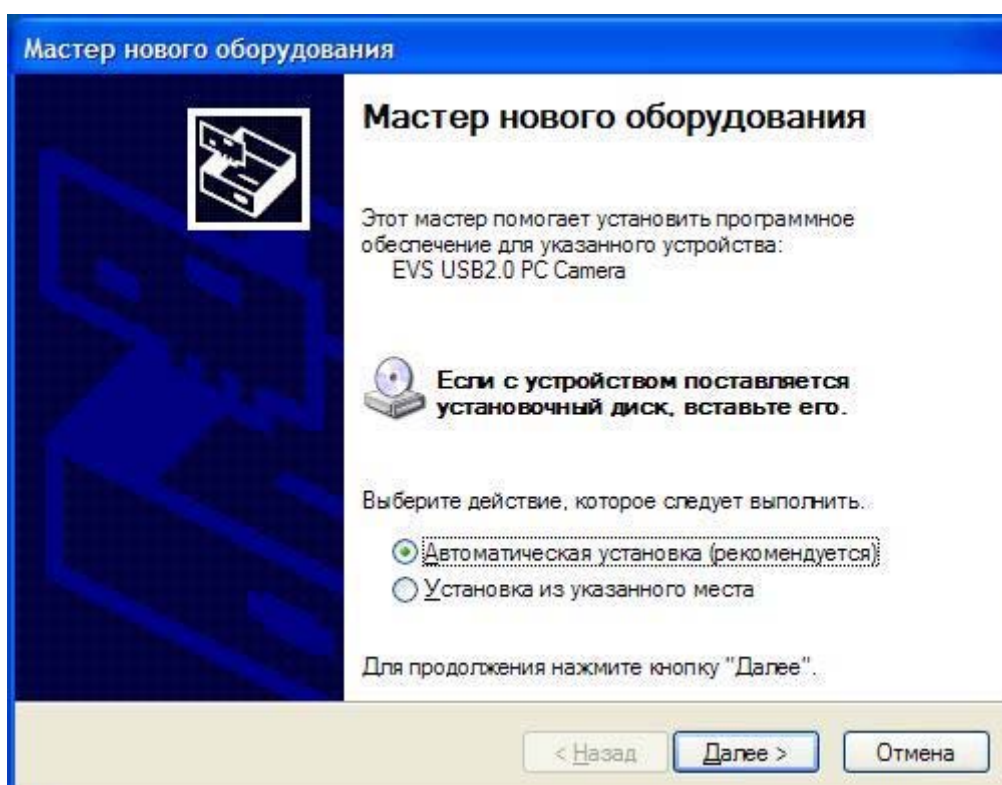 Мастер нового оборудования
Мастер нового оборудования
Этот мастер помогает установить программное
обеспечение для указанного устройства:
EVS USB2.0 PC Camera
Если с устройством поставляется
установочный диск, вставьте его.
Выберите действие, которое следует выполнить.
Автоматическая установка (рекомендуется)
Установка из указанного места
Для продолжения нажмите кнопку "Далее".
< Назад Далее > Отмена